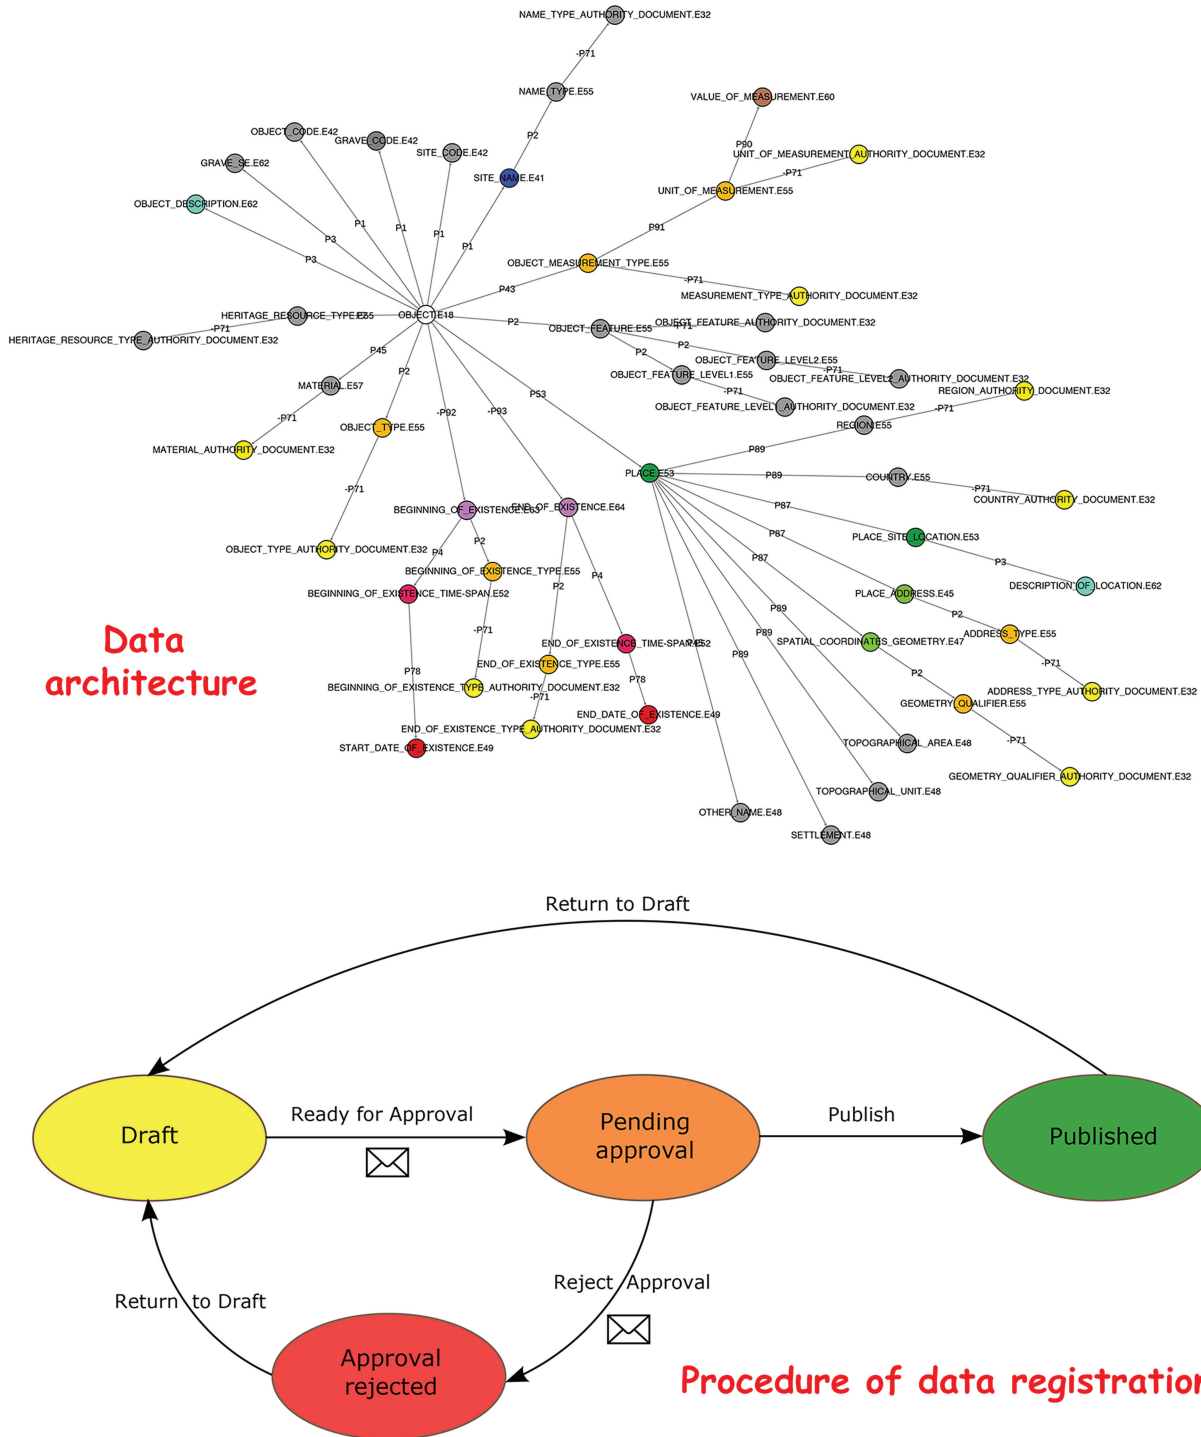 NAME_TYPE_AUTHORITY_DOCUMENT.E32
-P71
NAME_TYPE.E55
VALUE_OF_MEASUREMENT.E60
P2
P90
OBJECT_CODE.E42
GRAVE_CODE.E42
SITE_CODE.E42
UNIT_OF_MEASUREMENT_AUTHORITY_DOCUMENT.E32
GRAVE_SE.E62
-P71
SITE_NAME.E41
UNIT_OF_MEASUREMENT.E55
OBJECT_DESCRIPTION.E62
P1
P1
P1
P1
P91
P3
P3
OBJECT_MEASUREMENT_TYPE.E55
-P71
P43
MEASUREMENT_TYPE_AUTHORITY_DOCUMENT.E32
HERITAGE_RESOURCE_TYPE.E55
OBJECT.E18
P2
OBJECT_FEATURE.E55
-P71
OBJECT_FEATURE_AUTHORITY_DOCUMENT.E32
-P71
HERITAGE_RESOURCE_TYPE_AUTHORITY_DOCUMENT.E32
P45
P2
P2
OBJECT_FEATURE_LEVEL2.E55
P2
OBJECT_FEATURE_LEVEL1.E55
-P71
OBJECT_FEATURE_LEVEL2_AUTHORITY_DOCUMENT.E32
MATERIAL.E57
P53
-P71
REGION_AUTHORITY_DOCUMENT.E32
-P92
-P93
OBJECT_FEATURE_LEVEL1_AUTHORITY_DOCUMENT.E32
-P71
-P71
OBJECT_TYPE.E55
REGION.E55
MATERIAL_AUTHORITY_DOCUMENT.E32
P89
PLACE.E53
P89
COUNTRY.E55
-P71
-P71
COUNTRY_AUTHORITY_DOCUMENT.E32
P87
BEGINNING_OF_EXISTENCE.E63
END_OF_EXISTENCE.E64
P87
PLACE_SITE_LOCATION.E53
OBJECT_TYPE_AUTHORITY_DOCUMENT.E32
P4
P2
P87
P3
BEGINNING_OF_EXISTENCE_TYPE.E55
P4
P2
DESCRIPTION_OF_LOCATION.E62
BEGINNING_OF_EXISTENCE_TIME-SPAN.E52
PLACE_ADDRESS.E45
P89
P2
-P71
P89
ADDRESS_TYPE.E55
END_OF_EXISTENCE_TIME-SPAN.E52
P89
SPATIAL_COORDINATES_GEOMETRY.E47
Data
architecture
P78
END_OF_EXISTENCE_TYPE.E55
-P71
P78
P2
BEGINNING_OF_EXISTENCE_TYPE_AUTHORITY_DOCUMENT.E32
ADDRESS_TYPE_AUTHORITY_DOCUMENT.E32
-P71
GEOMETRY_QUALIFIER.E55
END_DATE_OF_EXISTENCE.E49
END_OF_EXISTENCE_TYPE_AUTHORITY_DOCUMENT.E32
-P71
START_DATE_OF_EXISTENCE.E49
TOPOGRAPHICAL_AREA.E48
GEOMETRY_QUALIFIER_AUTHORITY_DOCUMENT.E32
TOPOGRAPHICAL_UNIT.E48
OTHER_NAME.E48
SETTLEMENT.E48
Return to Draft
Draft
Ready for Approval
Pending
approval
Publish
Published
Reject Approval
Return to Draft
Approval
rejected
Procedure of data registration